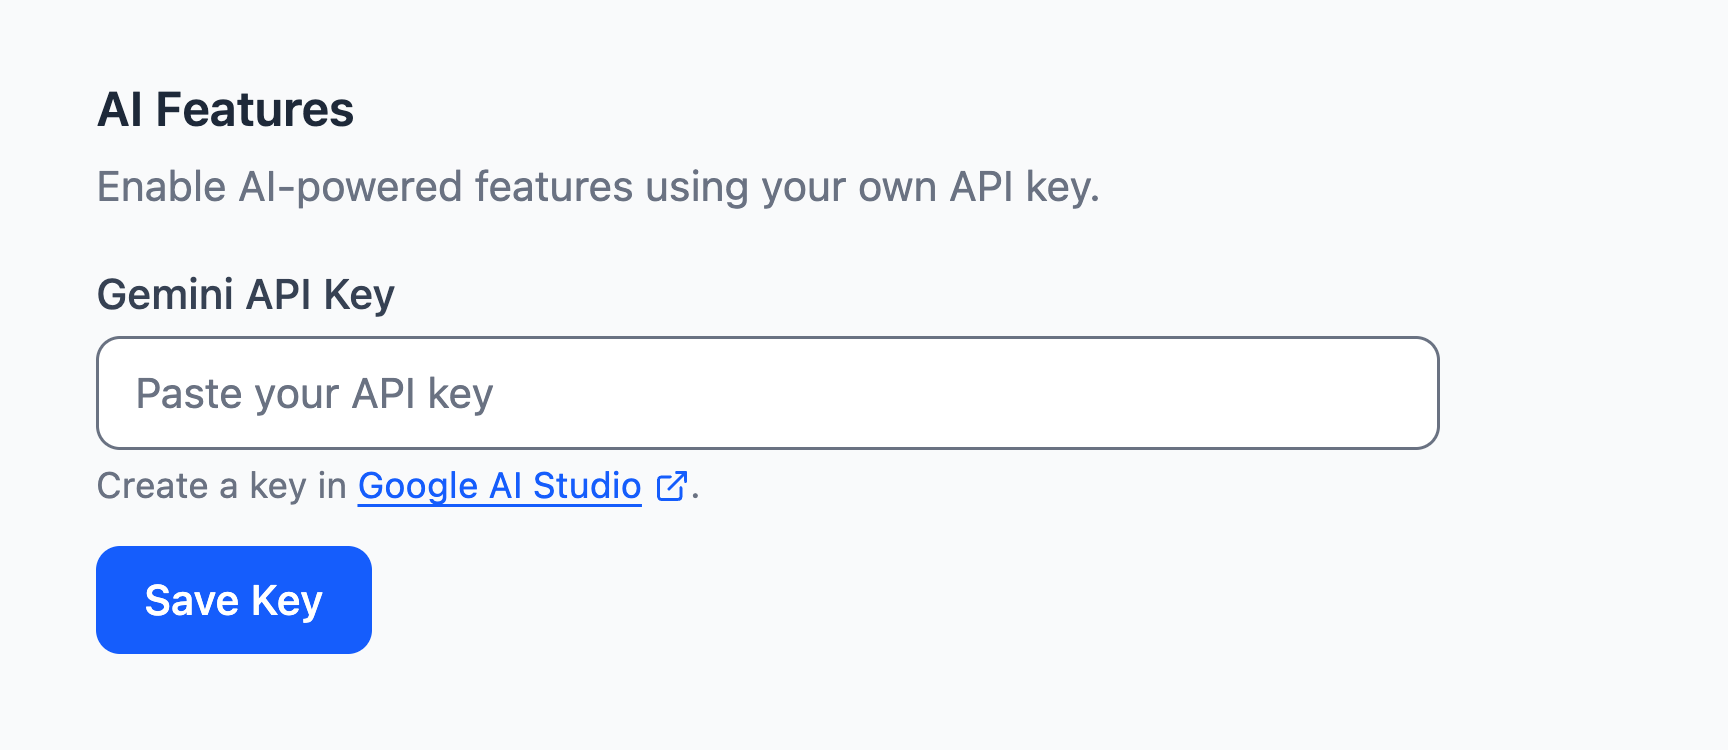 AI Features
Enable AI-powered features using your own API key.
Gemini API Key
Paste your API key
Create a key in Google AI Studio.
Save Key